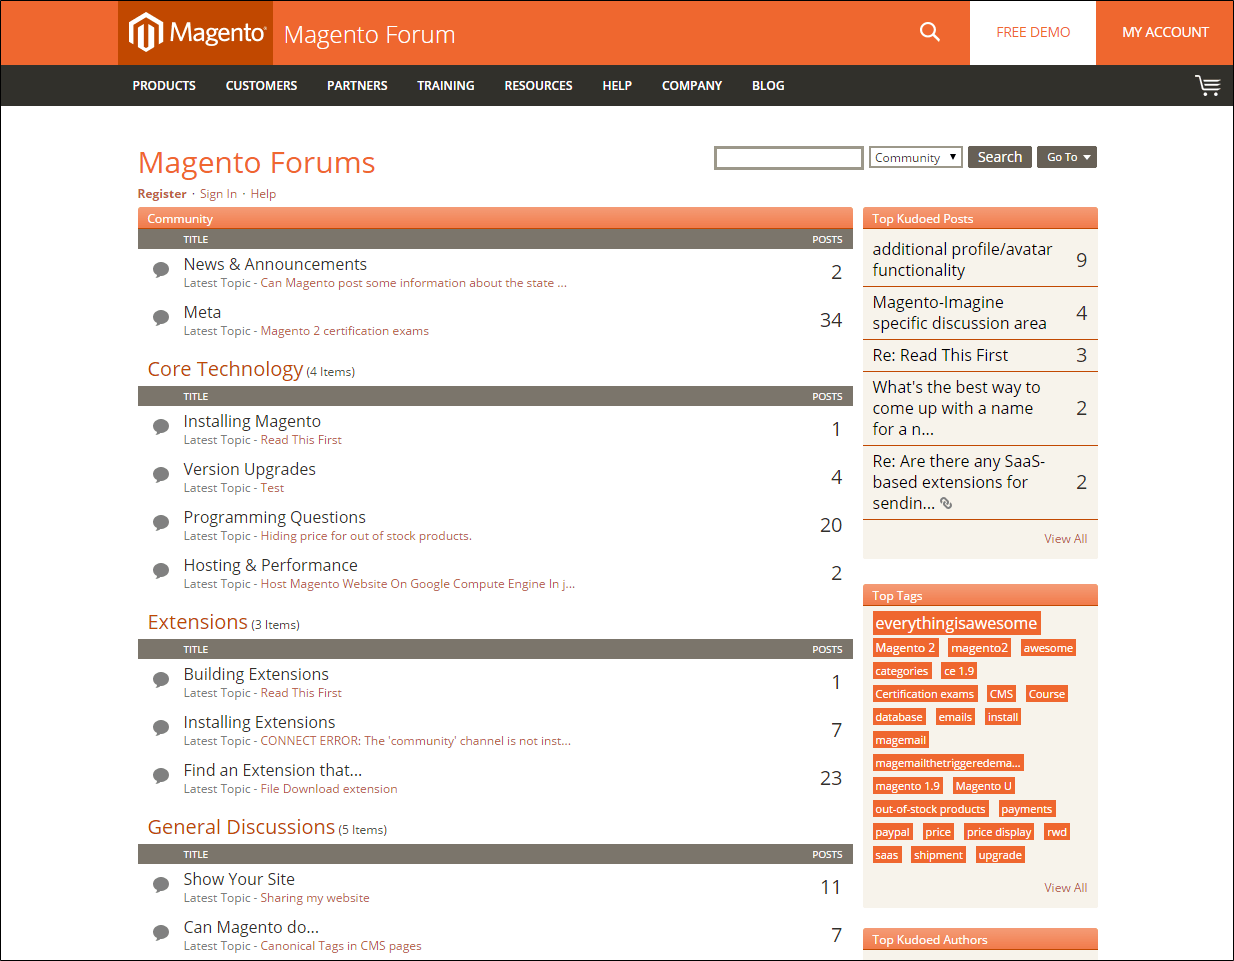 Magento
Magento Forum
FREE DEMO
MY ACCOUNT
PRODUCTS
CUSTOMERS
PARTNERS
TRAINING
RESOURCES
HELP
COMPANY
BLOG
Magento Forums
Community
Search
Go To
Register · Sign In · Help
Community
TITLE POSTS
News & Announcements 2
Latest Topic - Can Magento post some information about the state ...
Meta 34
Latest Topic - Magento 2 certification exams
Core Technology (4 Items)
TITLE POSTS
Installing Magento 1
Latest Topic - Read This First
Version Upgrades 4
Latest Topic - Test
Programming Questions 20
Latest Topic - Hiding price for out of stock products.
Hosting & Performance 2
Latest Topic - Host Magento Website On Google Compute Engine In j...
Extensions (3 Items)
TITLE POSTS
Building Extensions 1
Latest Topic - Read This First
Installing Extensions 7
Latest Topic - CONNECT ERROR: The 'community' channel is not inst...
Find an Extension that... 23
Latest Topic - File Download extension
General Discussions (5 Items)
TITLE POSTS
Show Your Site 11
Latest Topic - Sharing my website
Can Magento do... 7
Latest Topic - Canonical Tags in CMS pages
Top Kudoed Posts
additional profile/avatar
functionality 9
Magento-Imagine
specific discussion area 4
Re: Read This First 3
What's the best way to
come up with a name 2
for a n...
Re: Are there any SaaS-
based extensions for 2
sendin...
View All
Top Tags
everythingisawesome
Magento 2 magento2 awesome
categories ce 1.9
Certification exams CMS Course
database emails install
magemail
magemailthetriggeredema...
magento 1.9 Magento U
out-of-stock products payments
paypal price price display rwd
saas shipment upgrade
View All
Top Kudoed Authors